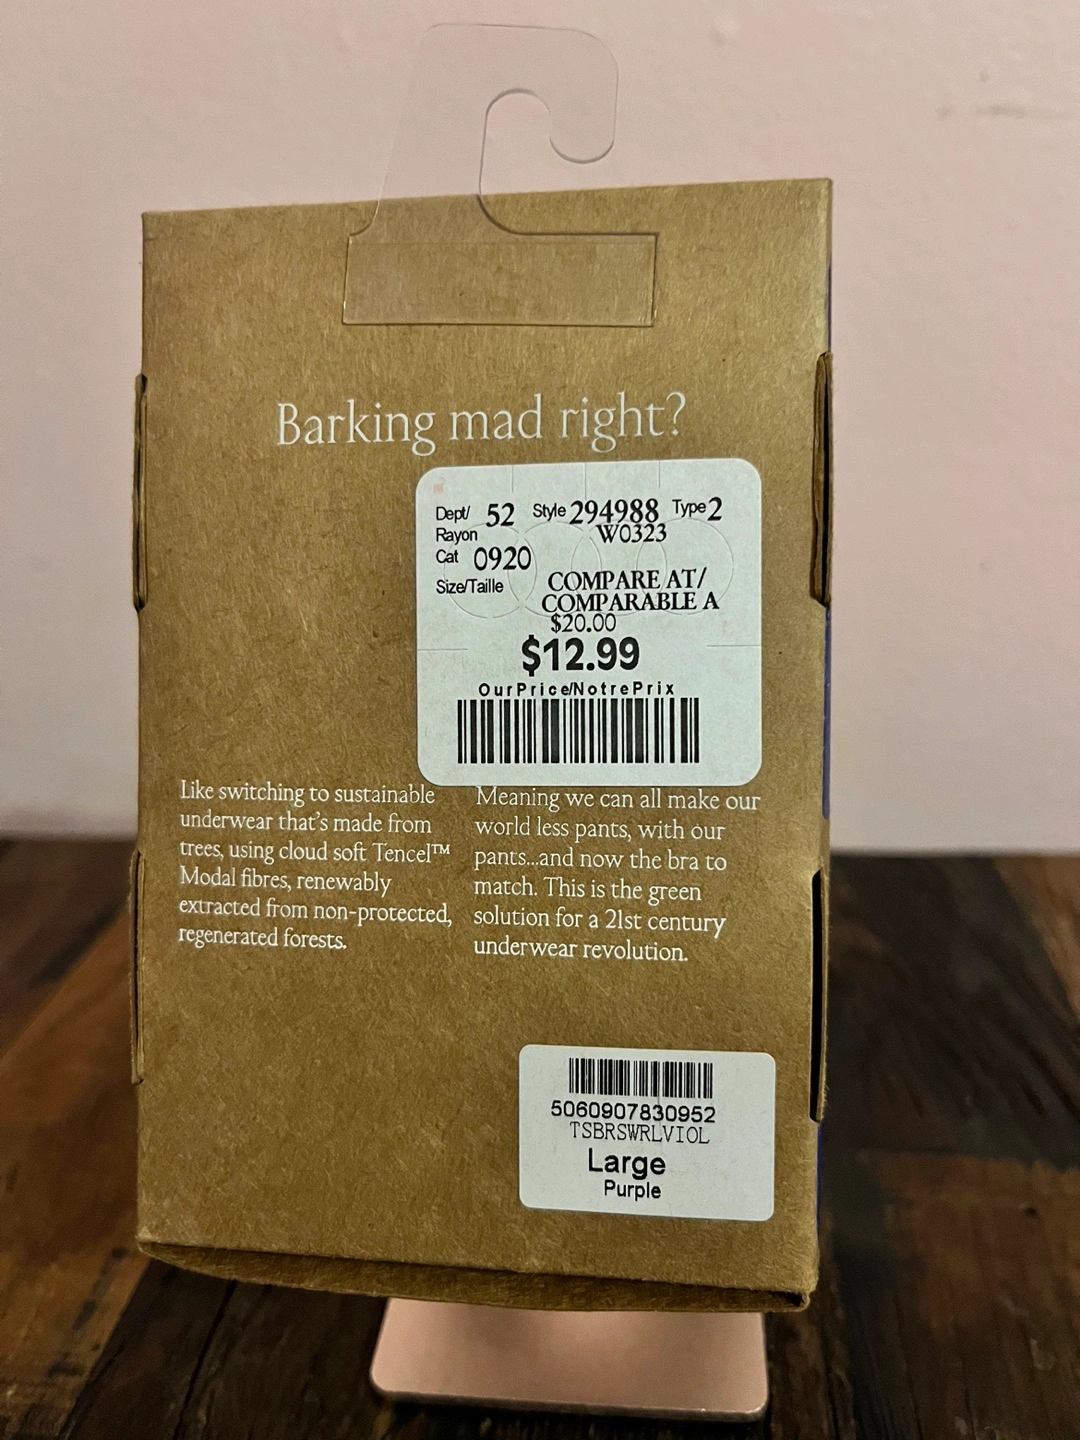 Barking mad right?
Dept/ 52 Style 294988 Type 2
Rayon W0323
Cat 0920
Size/Taille COMPARE AT/
COMPARABLE A
$20.00
$12.99
OurPrice/NotrePrix
Like switching to sustainable
underwear that's made from
trees, using cloud soft Tencel™
Modal fibres, renewably
extracted from non-protected,
regenerated forests.
Meaning we can all make our
world less pants, with our
pants...and now the bra to
match. This is the green
solution for a 21st century
underwear revolution.
5060907830952
TSBRSWRLVIOL
Large
Purple